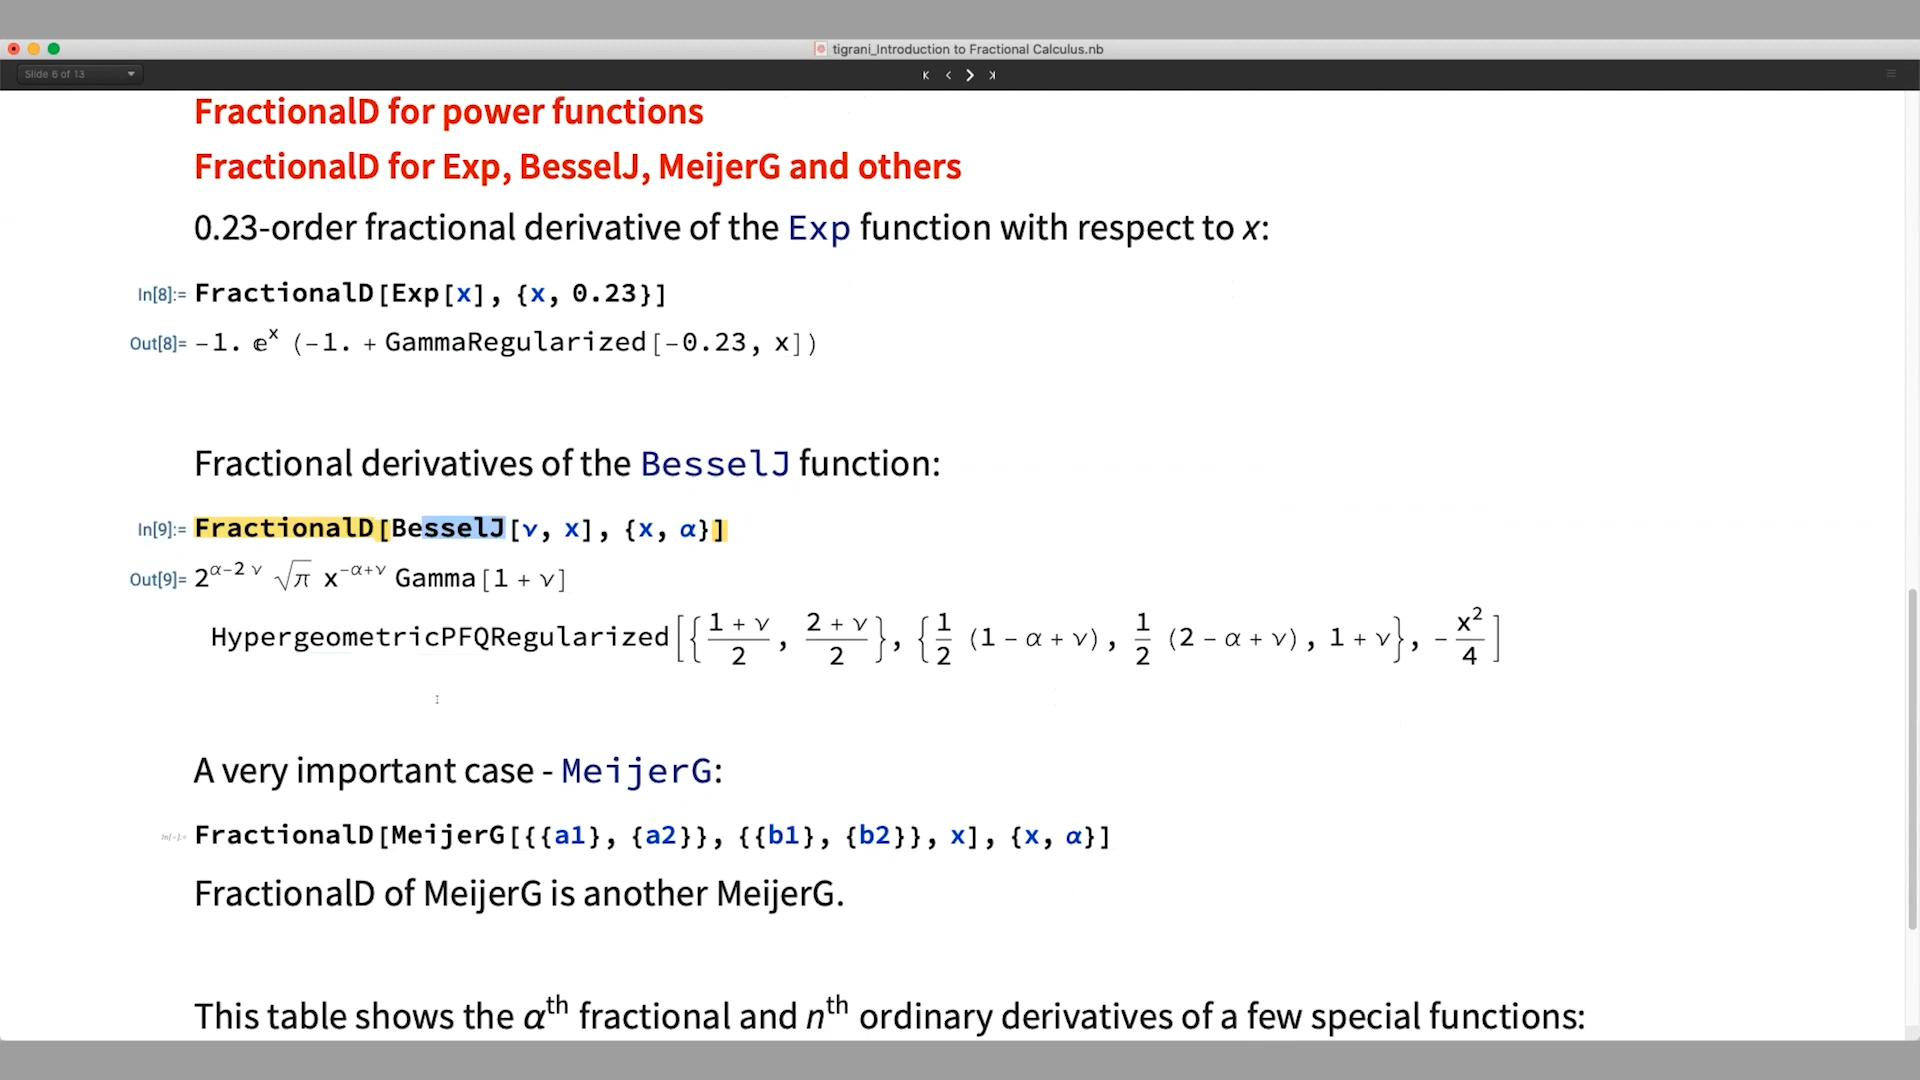 tigrani_Introduction to Fractional Calculus.nb
Slide 6 of 13
FractionalD for power functions
FractionalD for Exp, BesselJ, MeijerG and others
0.23-order fractional derivative of the Exp function with respect to x:
In[8]:= FractionalD[Exp[x], {x, 0.23}]
Out[8]= -1. ⅇ^x (-1. + GammaRegularized[-0.23, x])
Fractional derivatives of the BesselJ function:
In[9]:= FractionalD[BesselJ[ν, x], {x, α}]
Out[9]= 2^(α-2 ν) √π x^(-α+ν) Gamma[1 + ν]
HypergeometricPFQRegularized[{(1 + ν)/2, (2 + ν)/2}, {1/2 (1 - α + ν), 1/2 (2 - α + ν), 1 + ν}, -x²/4]
A very important case - MeijerG:
In[-]:= FractionalD[MeijerG[{{a1}, {a2}}, {{b1}, {b2}}, x], {x, α}]
FractionalD of MeijerG is another MeijerG.
This table shows the α^th fractional and n^th ordinary derivatives of a few special functions: